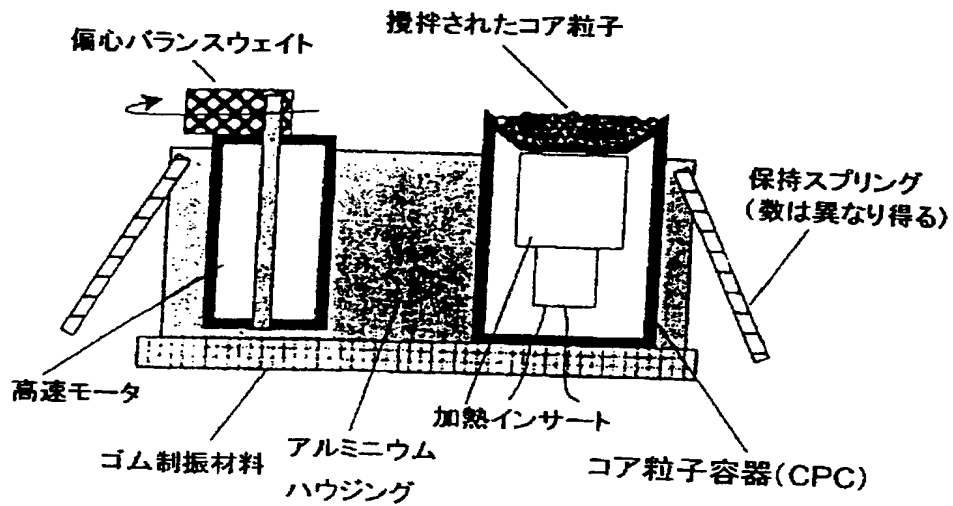 偏心バランスウェイト
攪拌されたコア粒子
保持スプリング
(数は異なり得る)
高速モータ
ゴム制振材料
アルミニウム
ハウジング
加熱インサート
コア粒子容器(CPC)